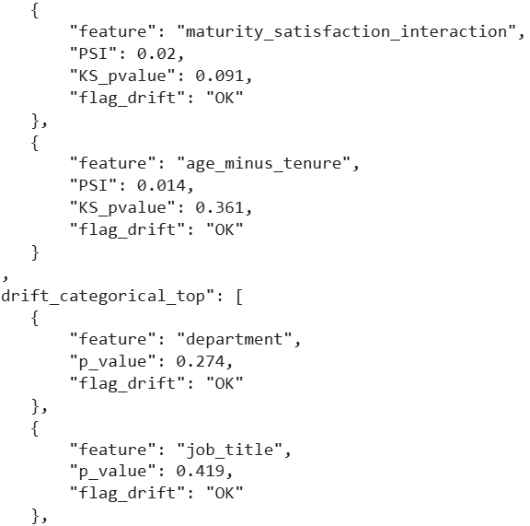 {
"feature": "maturity_satisfaction_interaction",
"PSI": 0.02,
"KS_pvalue": 0.091,
"flag_drift": "OK"
},
{
"feature": "age_minus_tenure",
"PSI": 0.014,
"KS_pvalue": 0.361,
"flag_drift": "OK"
}
,
drift_categorical_top": [
{
"feature": "department",
"p_value": 0.274,
"flag_drift": "OK"
},
{
"feature": "job_title",
"p_value": 0.419,
"flag_drift": "OK"
},